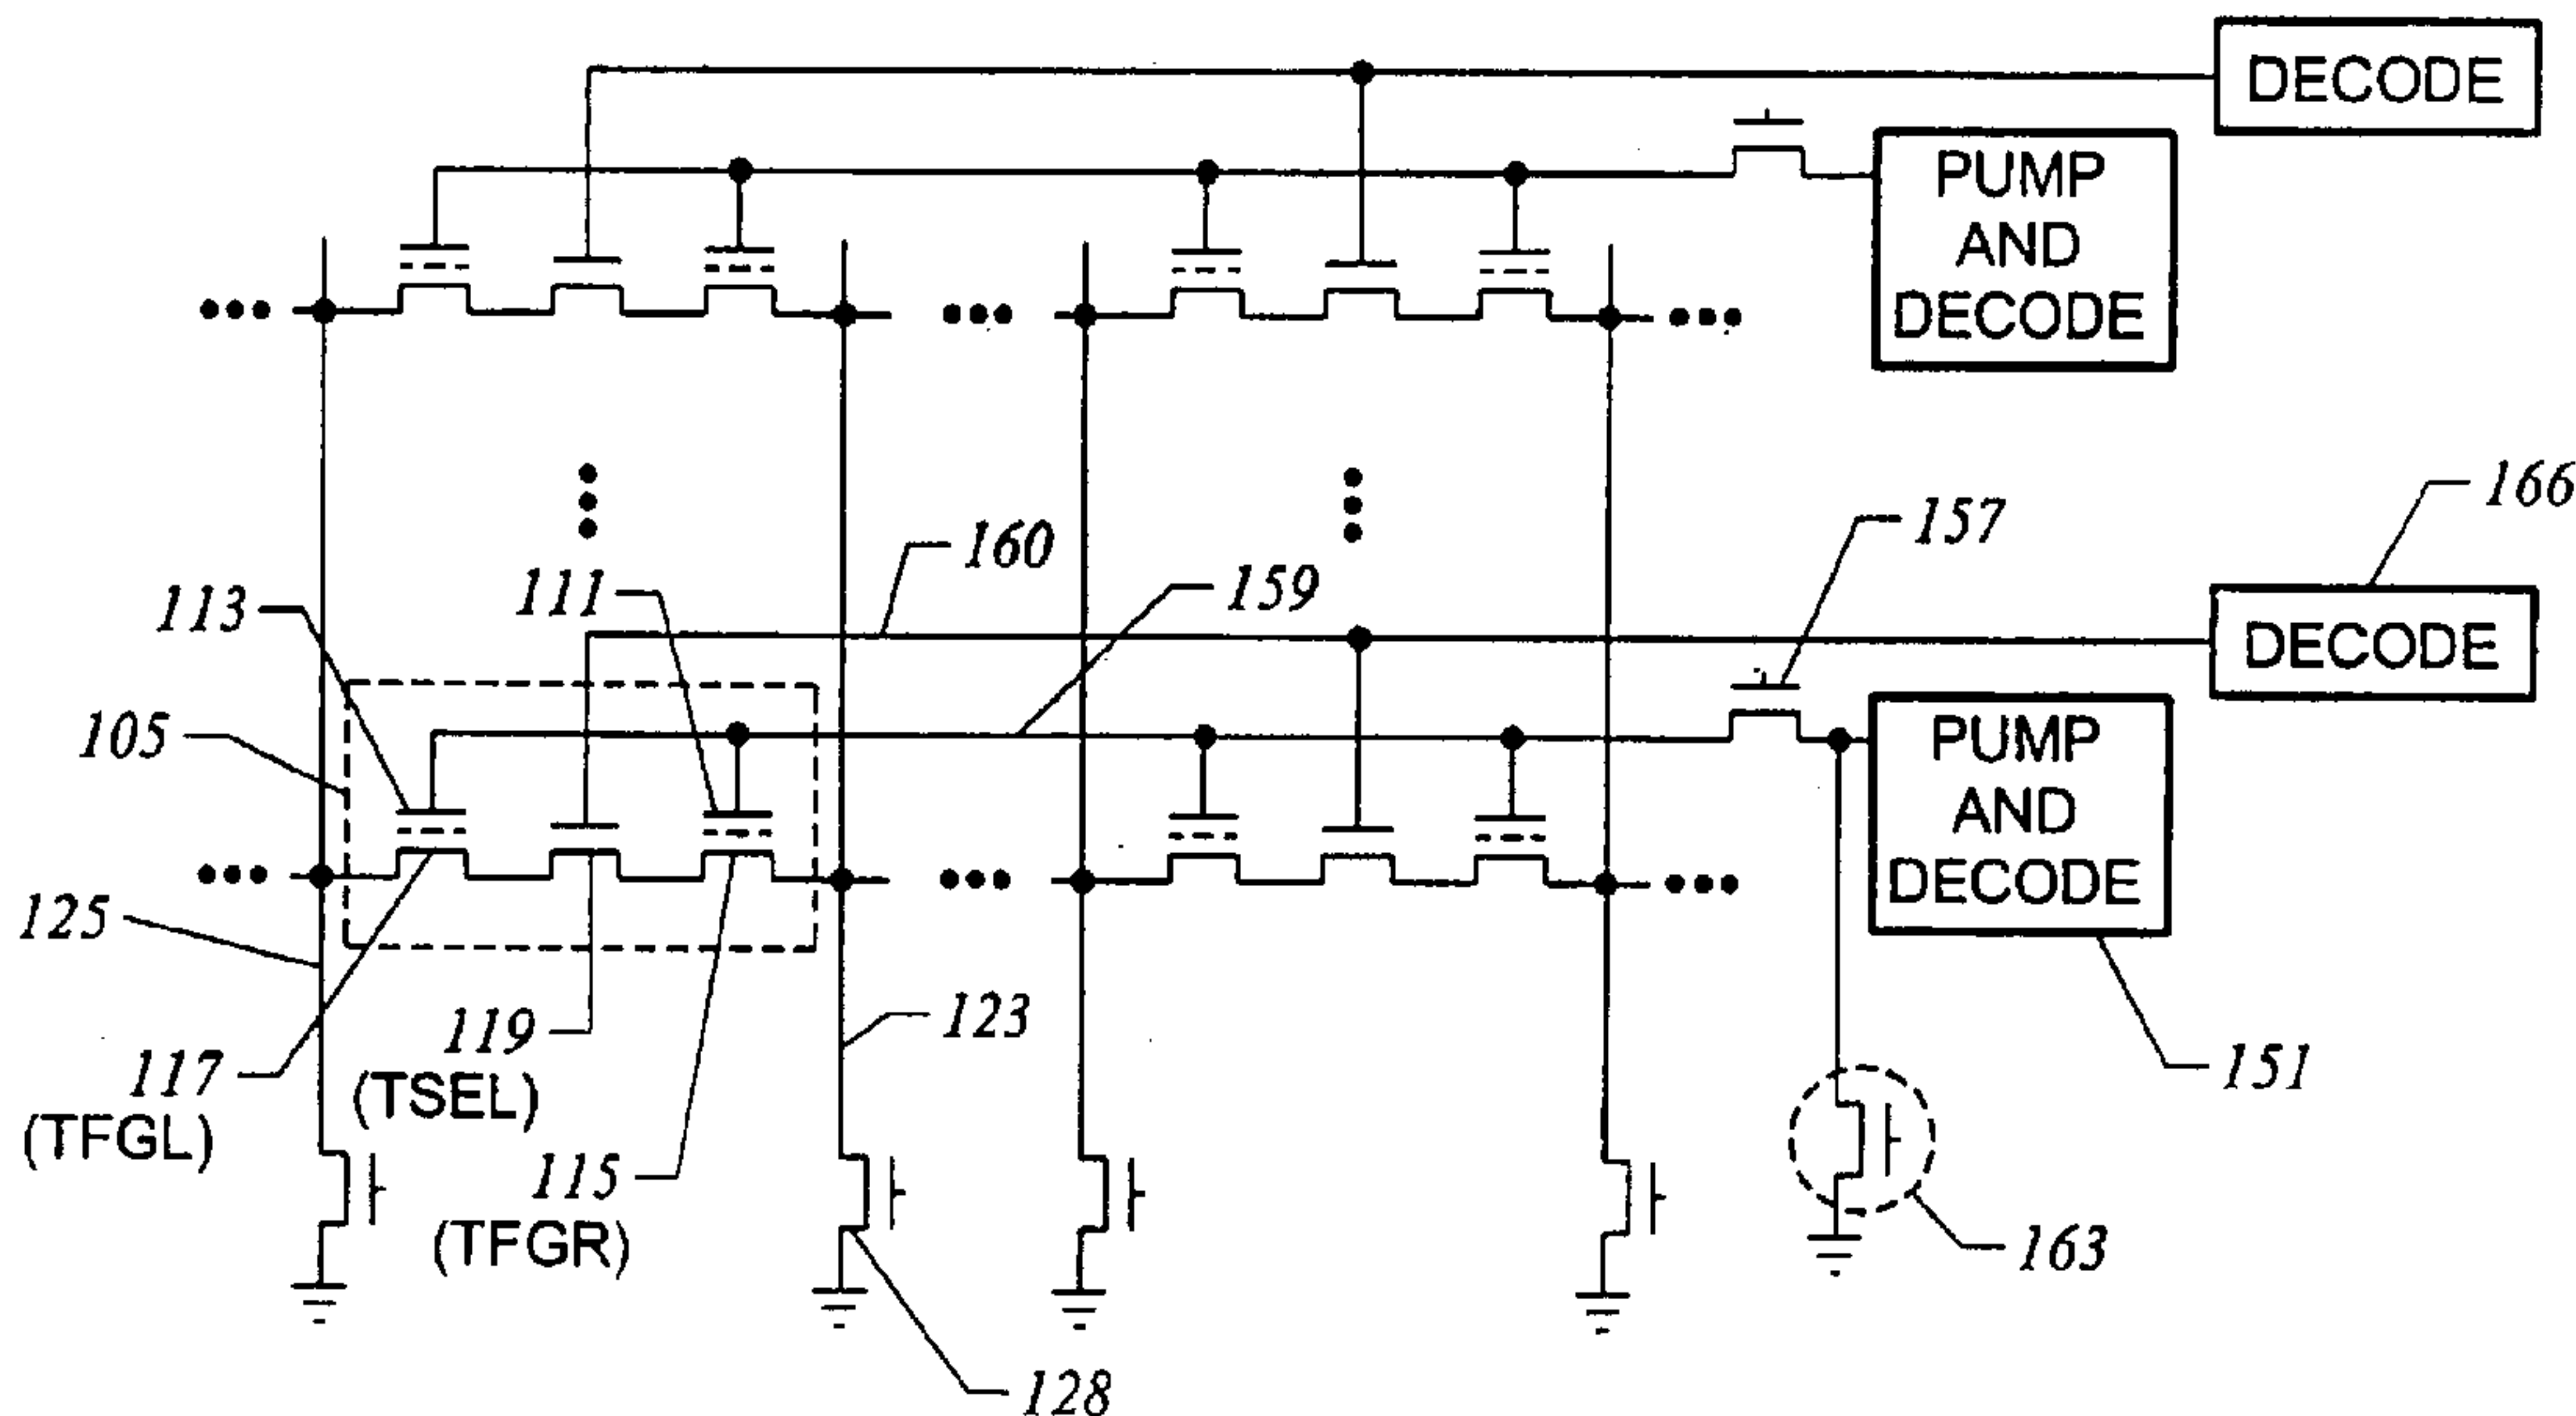 DECODE
PUMP
AND
DECODE
166
157
160
159
111
113
DECODE
105
PUMP
AND
DECODE
125
123
119
(TSEL)
117
(TFGL)
151
115
(TFGR)
163
128